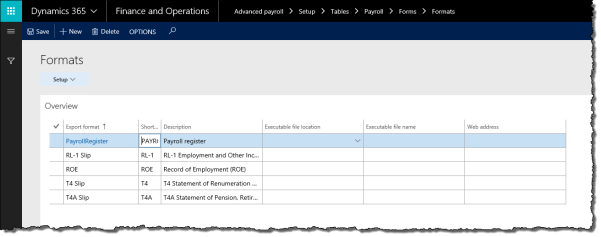 Dynamics 365 Finance and Operations Advanced payroll > Setup > Tables > Payroll > Forms > Formats
Save + New Delete OPTIONS
Formats
Setup
Overview
Export format ↑ Short... Description Executable file location Executable file name Web address
PayrollRegister PAYRI Payroll register
RL-1 Slip RL-1 RL-1 Employment and Other Inc...
ROE ROE Record of Employment (ROE)
T4 Slip T4 T4 Statement of Renumeration ...
T4A Slip T4A T4A Statement of Pension. Retir...